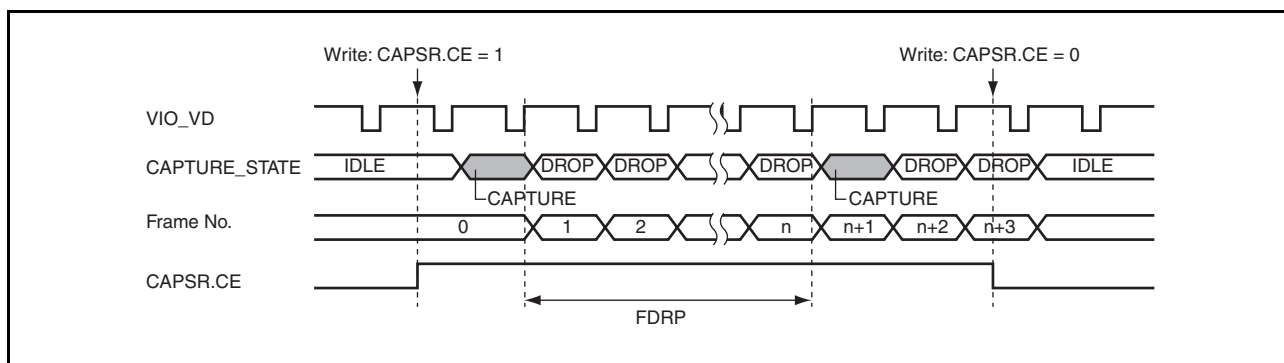 Write: CAPSR.CE = 1 Write: CAPSR.CE = 0
VIO_VD
CAPTURE_STATE IDLE DROP DROP DROP DROP DROP IDLE
CAPTURE CAPTURE
Frame No. 0 1 2 n n+1 n+2 n+3
CAPSR.CE
FDRP